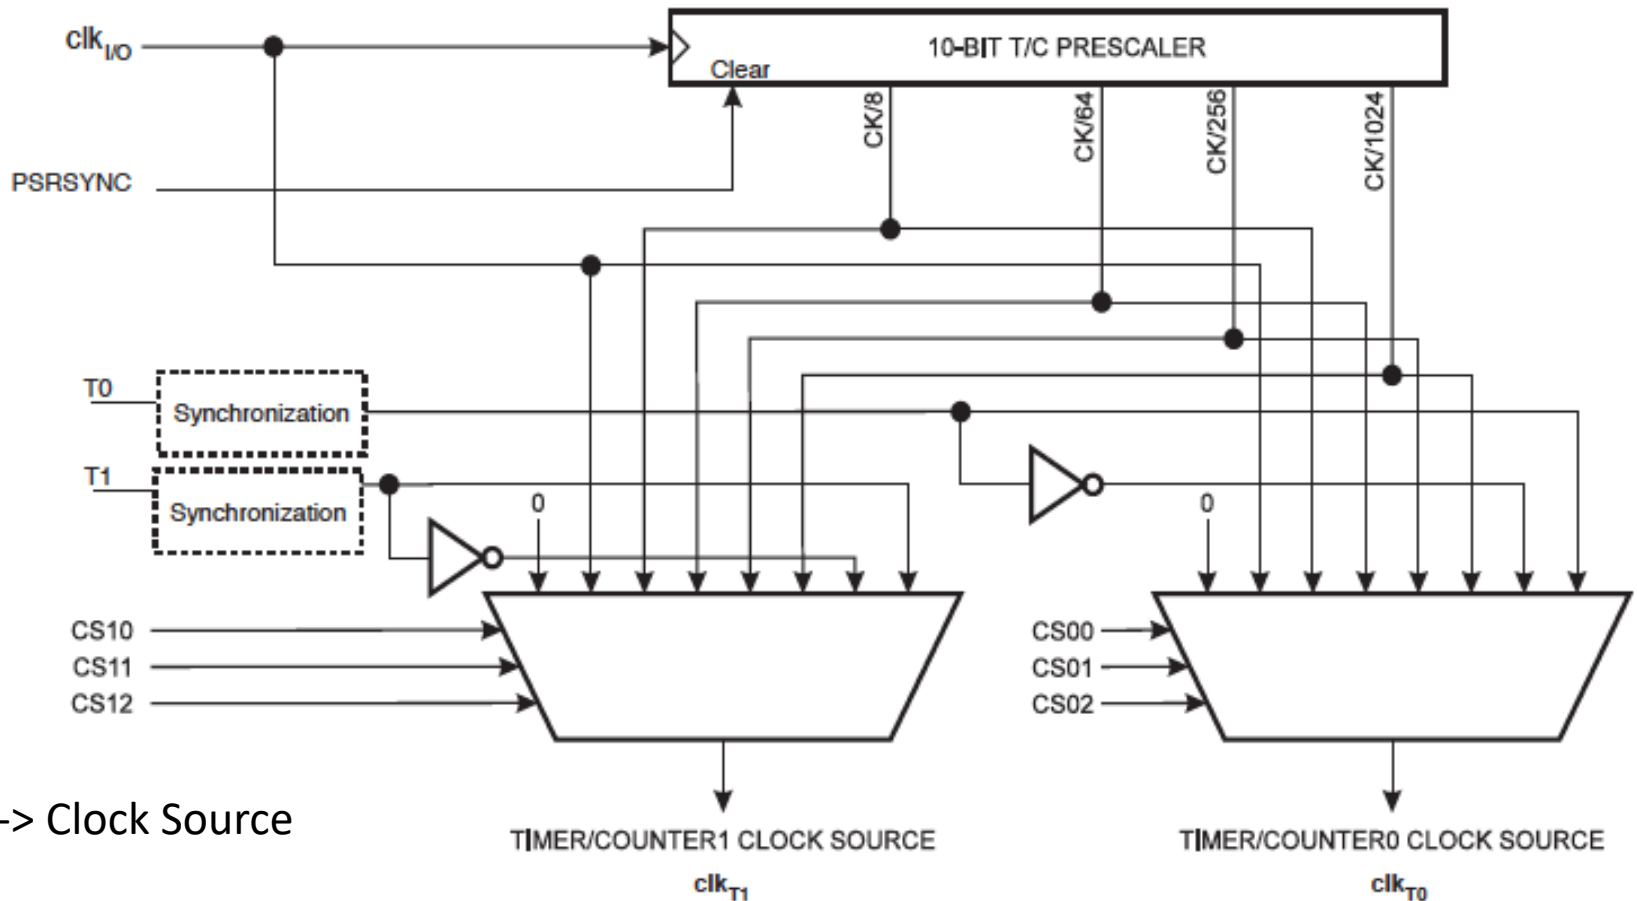 clkI/O
10-BIT T/C PRESCALER
Clear
CK/8
CK/64
CK/256
CK/1024
PSRSYNC
T0
Synchronization
T1
Synchronization
0
0
CS10
CS11
CS12
CS00
CS01
CS02
-> Clock Source
TIMER/COUNTER1 CLOCK SOURCE
clkT1
TIMER/COUNTER0 CLOCK SOURCE
clkT0